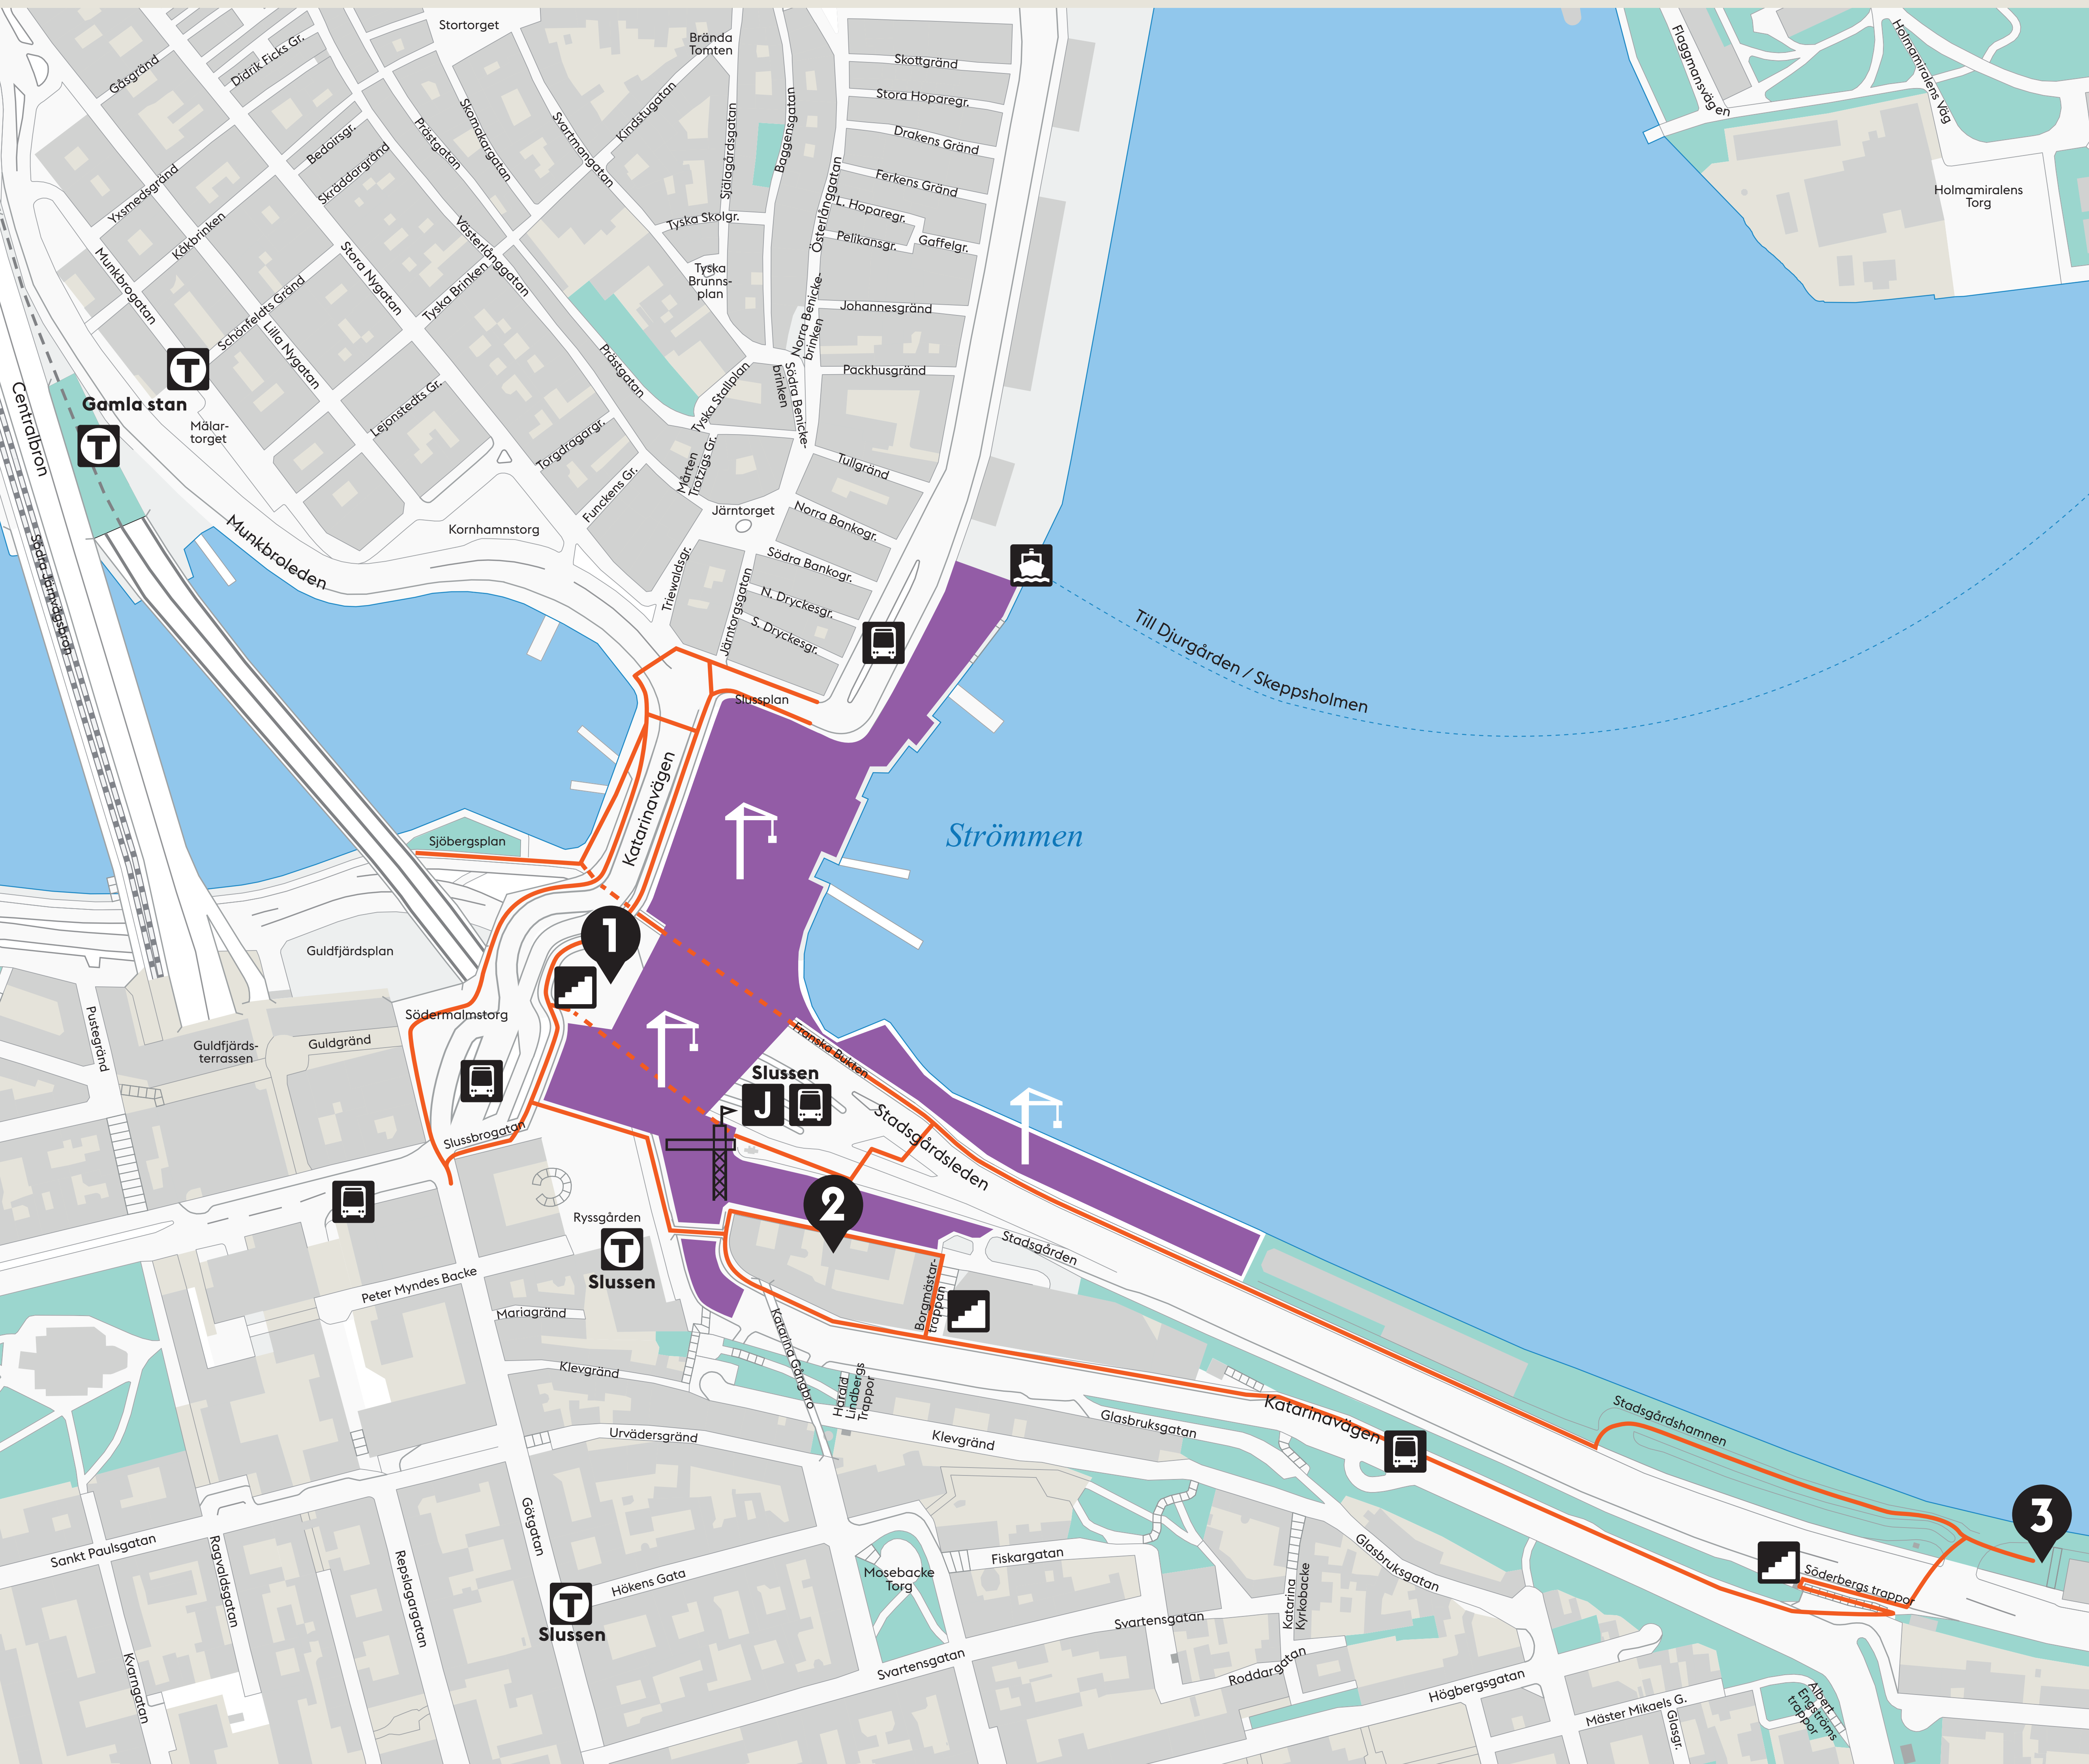 Stortorget
Brända
Tomten
Gåsgränd
Didrik Ficks Gr.
Skottgränd
Stora Hoparegr.
Drakens Gränd
Ferkens Gränd
L. Hoparegr.
Pelikansgr.
Gaffelgr.
Flaggmansvägen
Holmamiralens Väg
Holmamiralens
Torg
Bedoirsgr.
Skräddargränd
Prästgatan
Skomakargatan
Svartmangatan
Kindstugatan
Själagårdsgatan
Baggensgatan
Österlånggatan
Yxsmedsgränd
Kåkbrinken
Munkbrogatan
Stora Nygatan
Västerlånggatan
Tyska Brinken
Tyska Skolgr.
Tyska
Brunns-
plan
Norra Benicke-
brinken
Johannesgränd
Schönfeldts Gränd
Lilla Nygatan
Prästgatan
Packhusgränd
Södra Benicke-
brinken
Tyska Stallplan
T
Gamla stan
T
Mälar-
torget
Centralbron
Lejonstedts Gr.
Torgdragargr.
Funckens Gr.
Mårten
Trotzigs Gr.
Tullgränd
Järntorget
Norra Bankogr.
Kornhamnstorg
Munkbroleden
Södra Järnvägsbron
Triewaldsgr.
Järntorgsgatan
Södra Bankogr.
N. Dryckesgr.
S. Dryckesgr.
Till Djurgården / Skeppsholmen
Slussplan
Katarinavägen
Strömmen
Sjöbergsplan
1
Guldfjärdsplan
Södermalmstorg
Pustegränd
Guldfjärds-
terrassen
Guldgränd
Franska Bukten
Slussen
J
Stadsgårdsleden
Slussbrogatan
2
Ryssgården
T
Slussen
Stadsgården
Peter Myndes Backe
Mariagränd
Borgmästar-
trappan
Katarina Gångbro
Klevgränd
Harald
Lindbergs
Trappor
Katarinavägen
Glasbruksgatan
Klevgränd
Urvädersgränd
Stadsgårdshamnen
3
Götgatan
Sankt Paulsgatan
Ragvaldsgatan
Repslagargatan
Hökens Gata
T
Slussen
Mosebacke
Torg
Fiskargatan
Glasbruksgatan
Söderbergs trappor
Katarina
Kyrkobacke
Svartensgatan
Svartensgatan
Roddargatan
Högbergsgatan
Kvarngatan
Mäster Mikaels G.
Glasgr.
Albert
Engströms
trappor